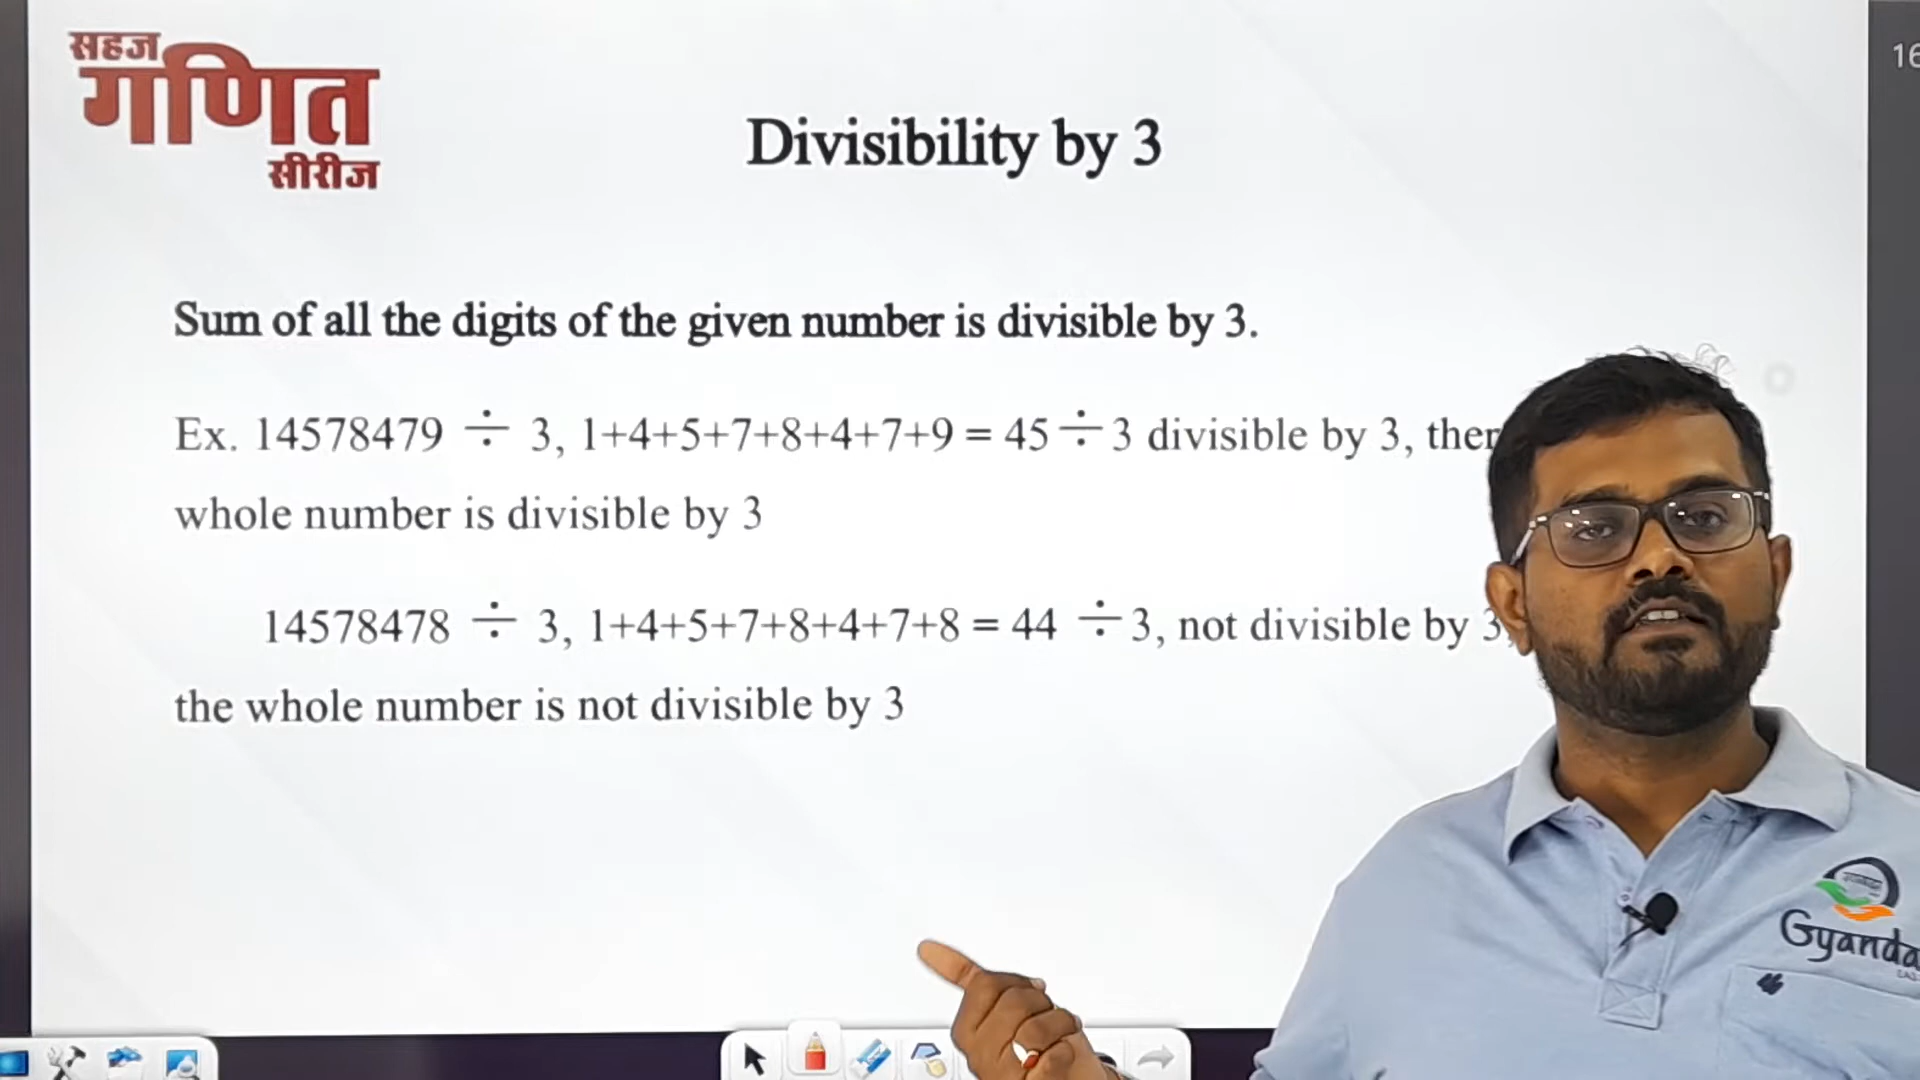 सहज
गणित
सीरीज
16
Divisibility by 3
Sum of all the digits of the given number is divisible by 3.
Ex. 14578479 ÷ 3, 1+4+5+7+8+4+7+9 = 45 ÷ 3 divisible by 3, then
whole number is divisible by 3
14578478 ÷ 3, 1+4+5+7+8+4+7+8 = 44 ÷ 3, not divisible by 3,
the whole number is not divisible by 3
Gyanda